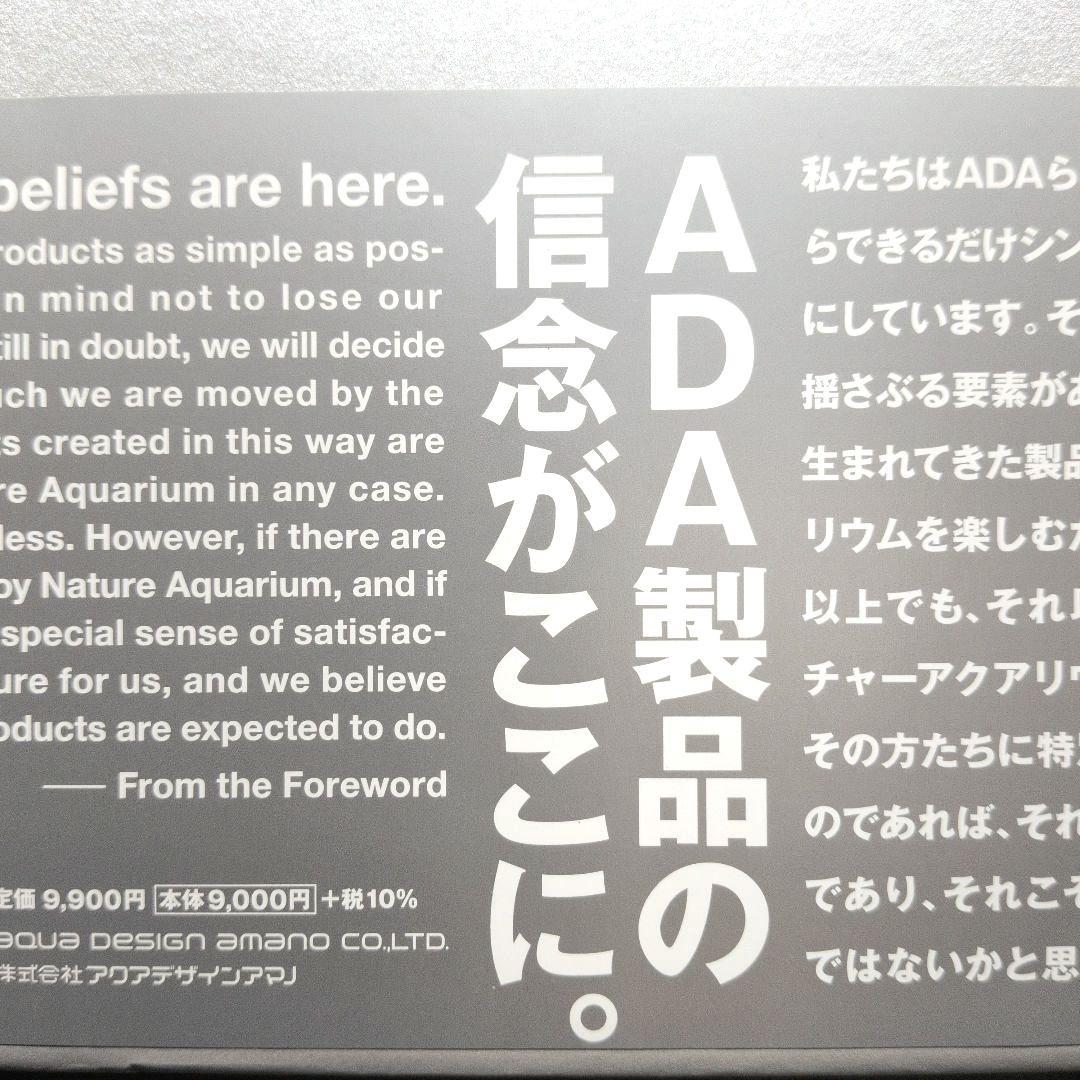 beliefs are here.
roducts as simple as pos-
n mind not to lose our
till in doubt, we will decide
uch we are moved by the
ts created in this way are
re Aquarium in any case.
less. However, if there are
oy Nature Aquarium, and if
special sense of satisfac-
ure for us, and we believe
oducts are expected to do.
—— From the Foreword
定価 9,900円 本体9,000円 +税10%
AQUA DESIGN AMANO CO.,LTD.
株式会社 アクアデザインアマノ
ADA製品の
信念がここに。
私たちはADAら
らできるだけシン
にしています。そ
揺さぶる要素があ
生まれてきた製品
リウムを楽しむ
以上でも、それ
チャーアクアリウ
その方たちに特別
のであれば、それ
であり、それこそ
ではないかと思